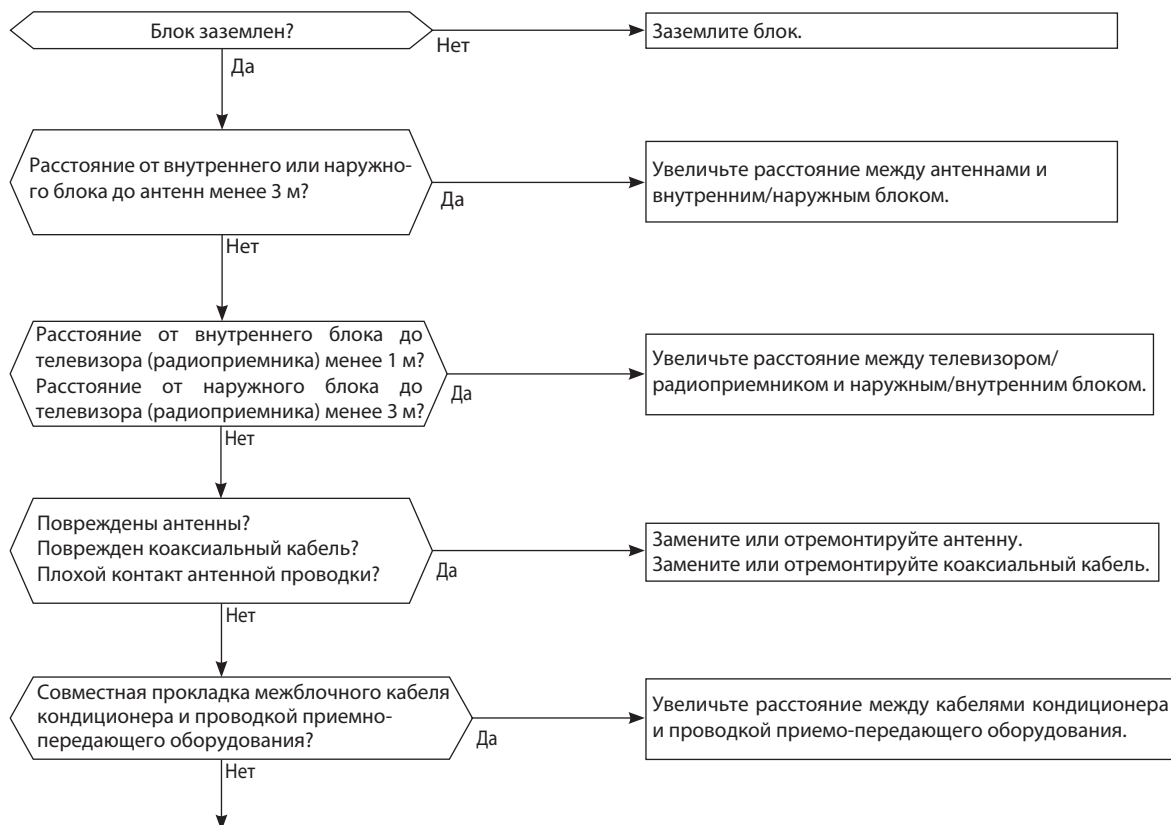 Блок заземлен?
Нет
Заземлите блок.
Да
Расстояние от внутреннего или наружно-
го блока до антенн менее 3 м?
Да
Увеличьте расстояние между антеннами и
внутренним/наружным блоком.
Нет
Расстояние от внутреннего блока до
телевизора (радиоприемника) менее 1 м?
Расстояние от наружного блока до
телевизора (радиоприемника) менее 3 м?
Да
Увеличьте расстояние между телевизором/
радиоприемником и наружным/внутренним блоком.
Нет
Повреждены антенны?
Поврежден коаксиальный кабель?
Плохой контакт антенной проводки?
Да
Замените или отремонтируйте антенну.
Замените или отремонтируйте коаксиальный кабель.
Нет
Совместная прокладка межблочного кабеля
кондиционера и проводкой приемно-
передающего оборудования?
Да
Увеличьте расстояние между кабелями кондиционера
и проводкой приемо-передающего оборудования.
Нет